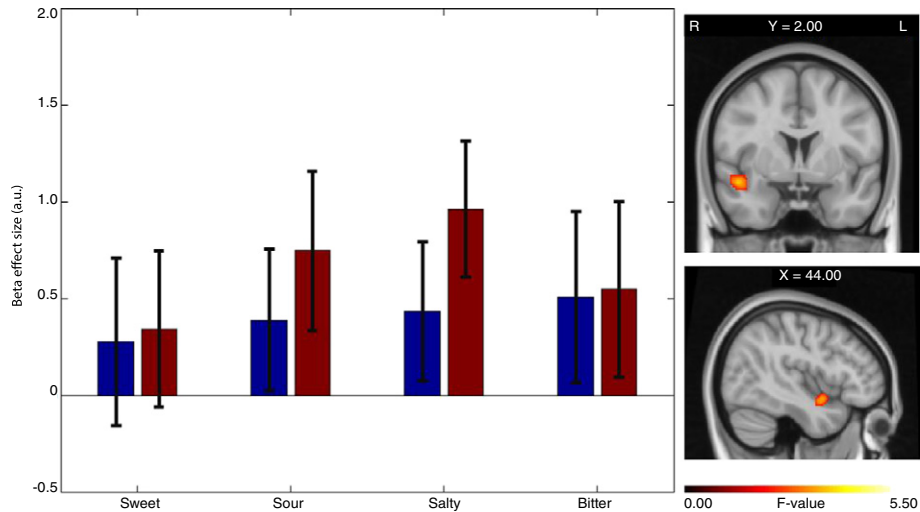 2.0
1.5
1.0
0.5
0
-0.5
Beta effect size (a.u.)
Sweet Sour Salty Bitter
R Y = 2.00 L
X = 44.00
0.00 F-value 5.50